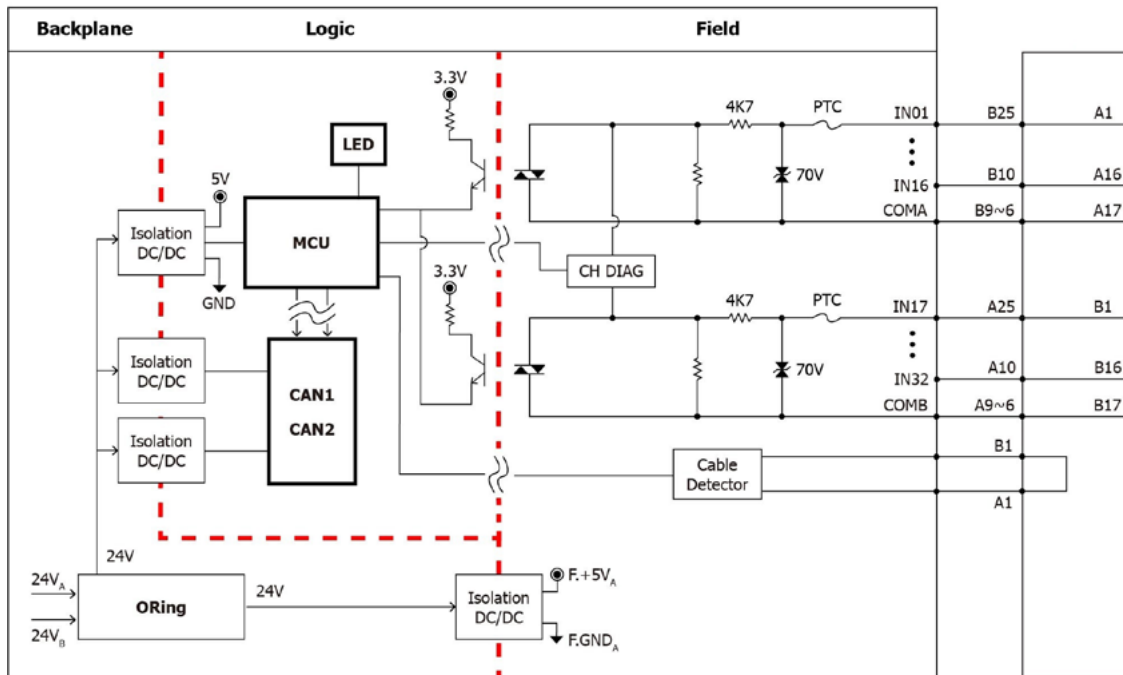 Backplane
Logic
Field
3.3V
4K7
PTC
IN01
B25
A1
LED
70V
5V
IN16
B10
A16
COMA
B9~6
A17
Isolation
DC/DC
MCU
GND
3.3V
CH DIAG
4K7
PTC
IN17
A25
B1
Isolation
DC/DC
70V
CAN1
CAN2
IN32
A10
B16
COMB
A9~6
B17
Isolation
DC/DC
B1
Cable
Detector
A1
24V
24VA
24VB
ORing
24V
Isolation
DC/DC
F.+5VA
F.GNDA